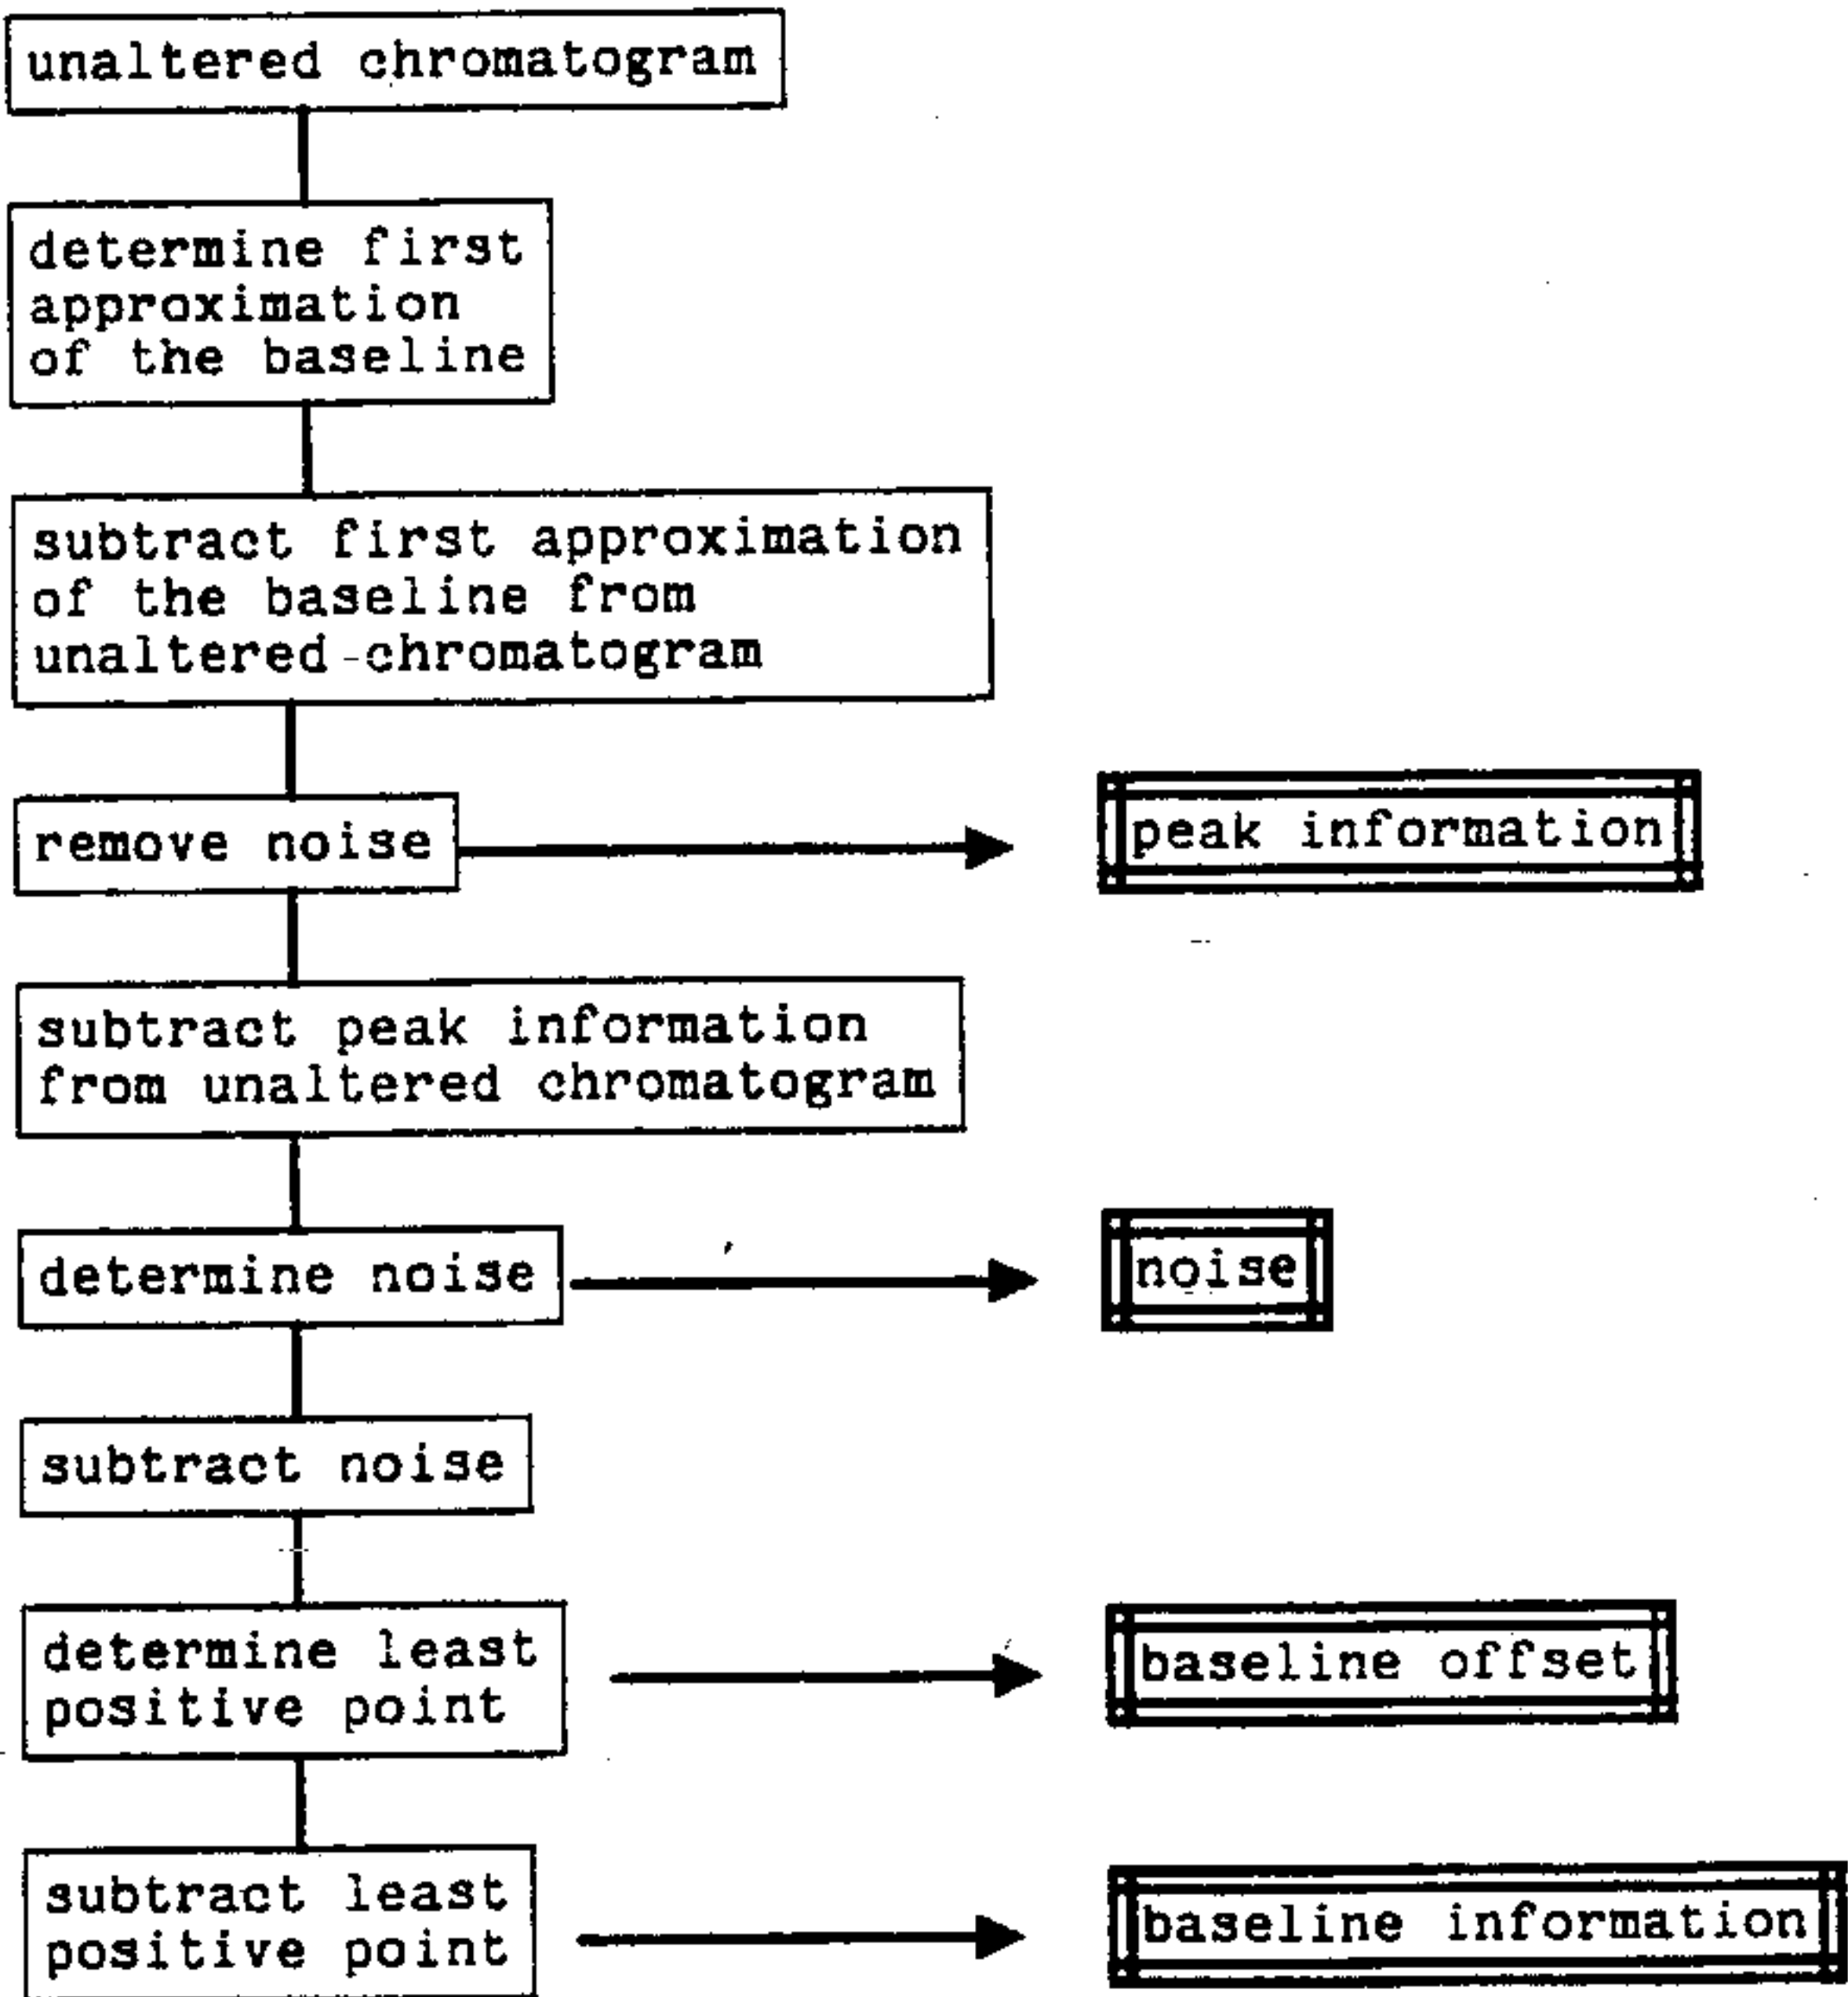 unaltered chromatogram
determine first
approximation
of the baseline
subtract first approximation
of the baseline from
unaltered chromatogram
remove noise
peak information
subtract peak information
from unaltered chromatogram
determine noise
noise
subtract noise
determine least
positive point
baseline offset
subtract least
positive point
baseline information